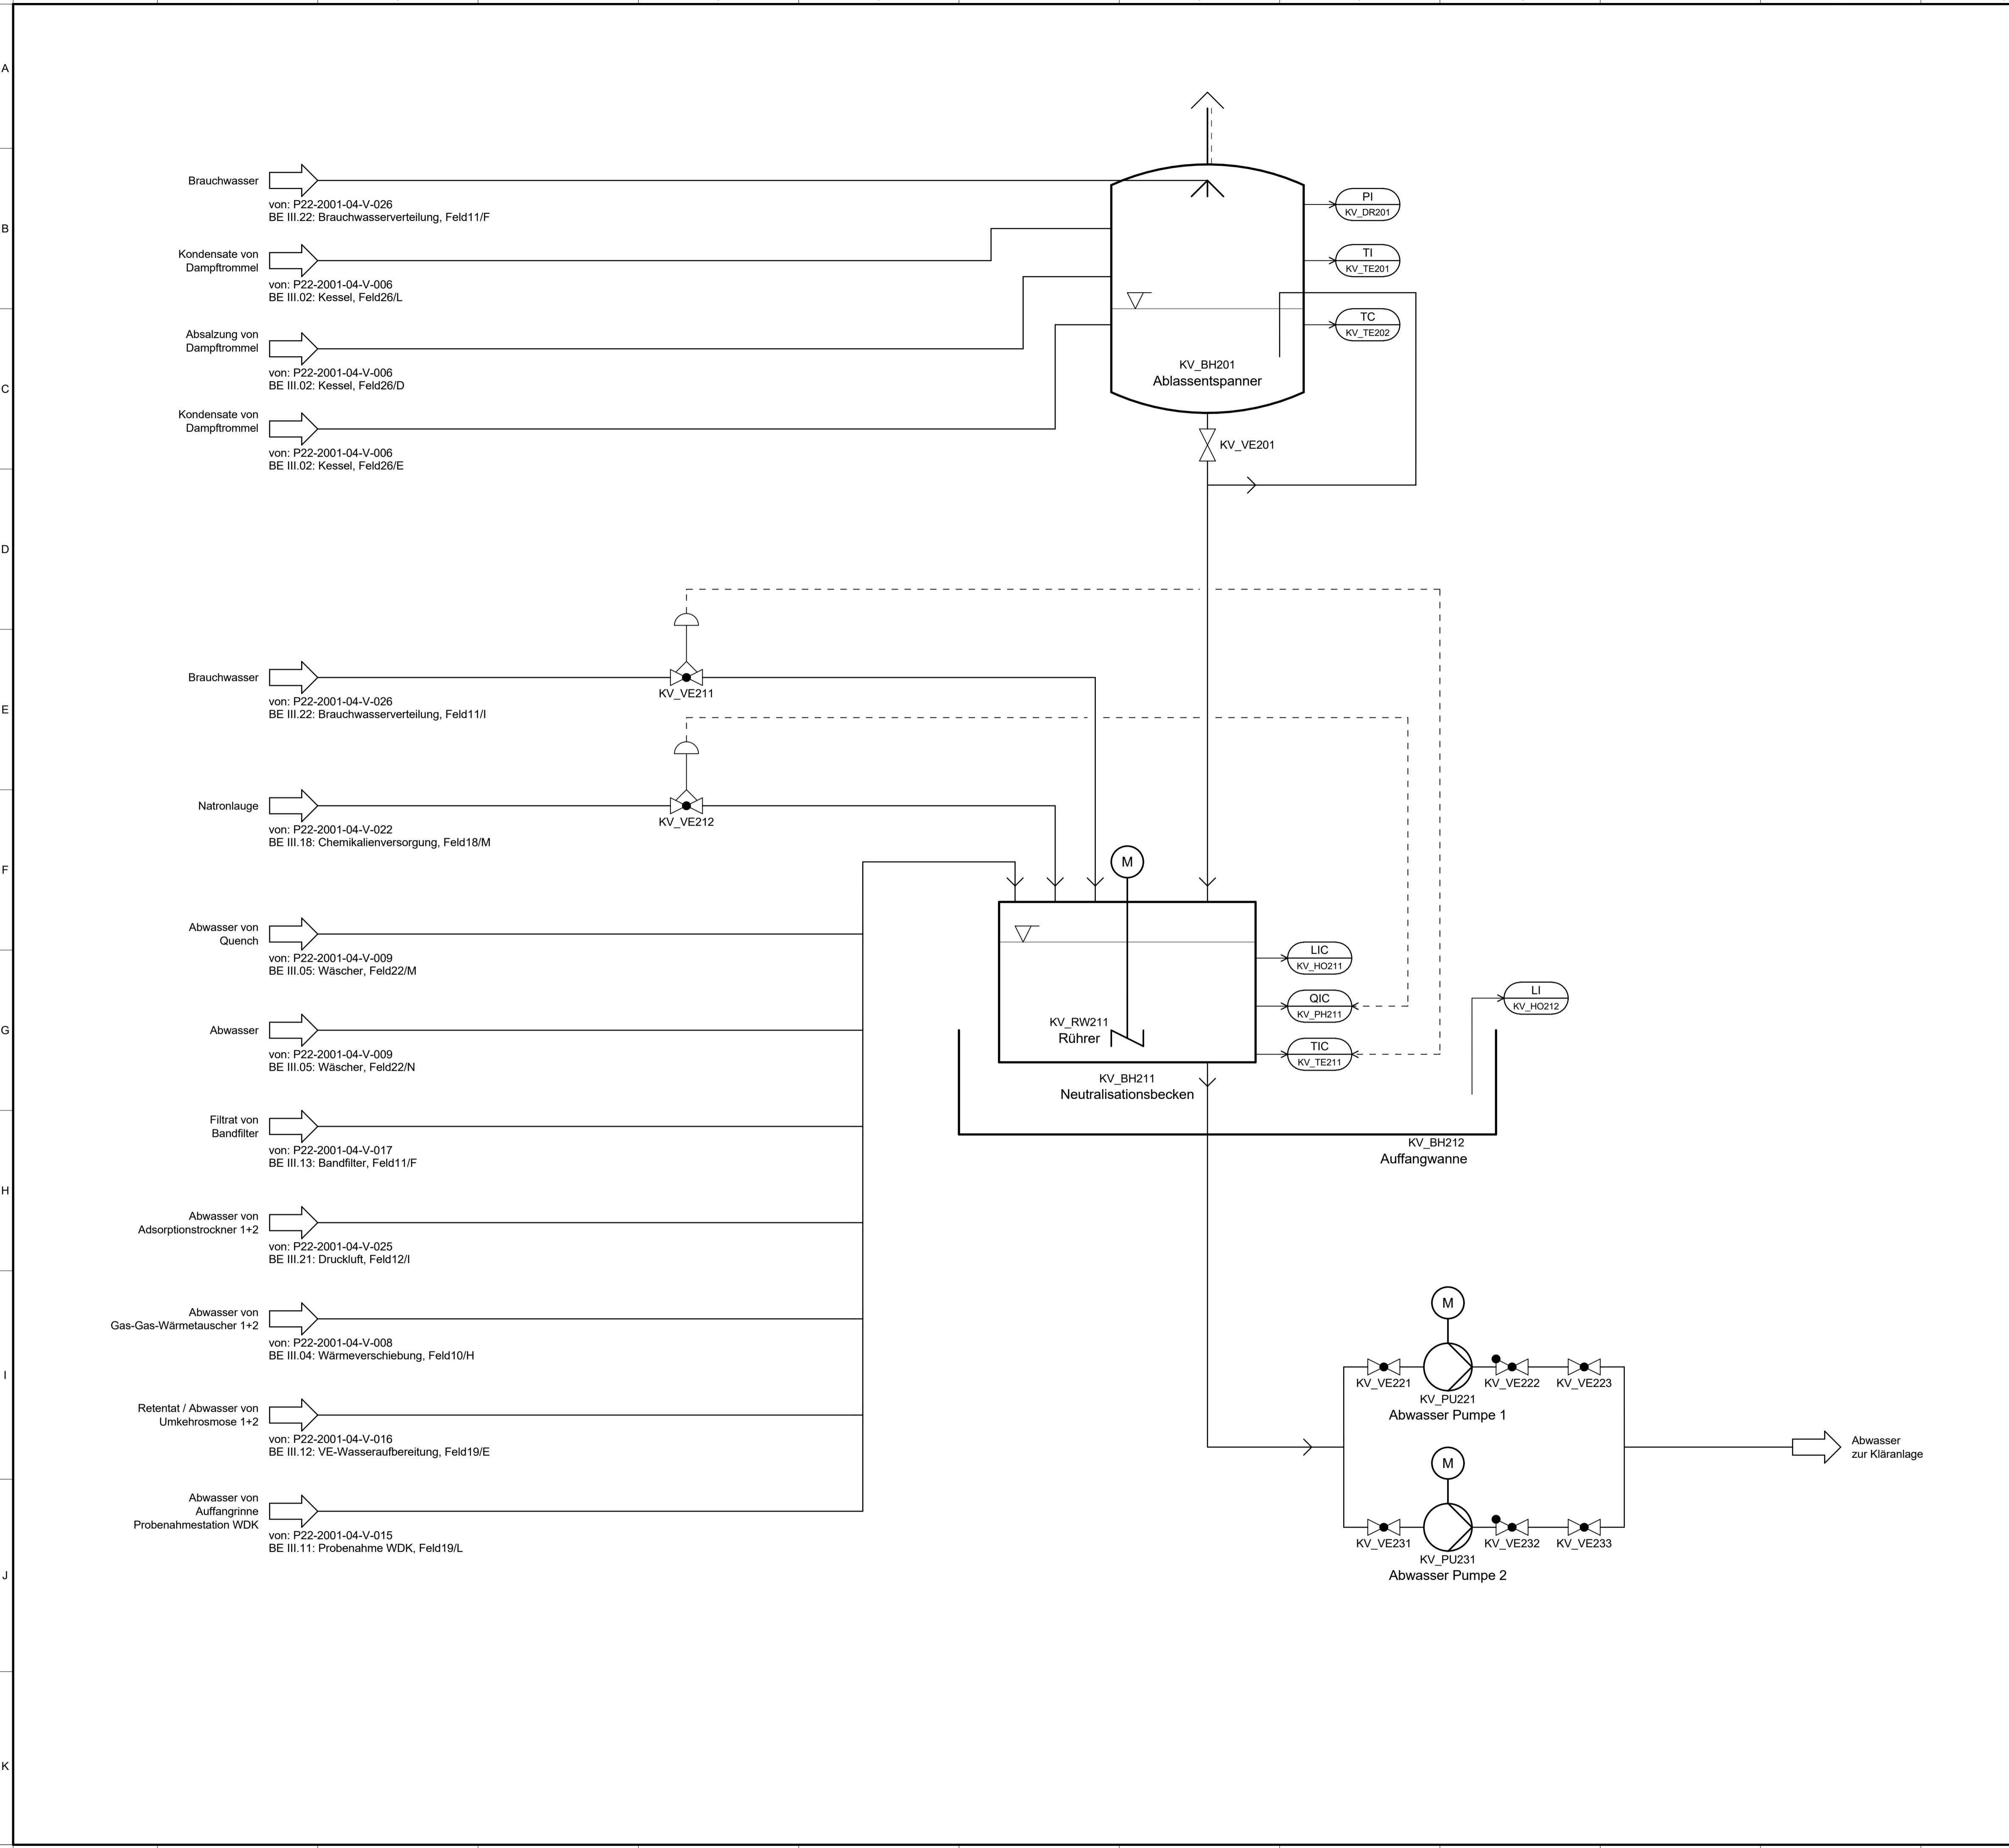 A
B
C
D
E
F
G
H
I
J
K
Brauchwasser
von: P22-2001-04-V-026
BE III.22: Brauchwasserverteilung, Feld11/F
Kondensate von
Dampftrommel
von: P22-2001-04-V-006
BE III.02: Kessel, Feld26/L
Absalzung von
Dampftrommel
von: P22-2001-04-V-006
BE III.02: Kessel, Feld26/D
Kondensate von
Dampftrommel
von: P22-2001-04-V-006
BE III.02: Kessel, Feld26/E
PI
KV_DR201
TI
KV_TE201
TC
KV_TE202
KV_BH201
Ablassentspanner
KV_VE201
Brauchwasser
von: P22-2001-04-V-026
BE III.22: Brauchwasserverteilung, Feld11/I
KV_VE211
Natronlauge
von: P22-2001-04-V-022
BE III.18: Chemikalienversorgung, Feld18/M
KV_VE212
Abwasser von
Quench
von: P22-2001-04-V-009
BE III.05: Wäscher, Feld22/M
Abwasser
von: P22-2001-04-V-009
BE III.05: Wäscher, Feld22/N
Filtrat von
Bandfilter
von: P22-2001-04-V-017
BE III.13: Bandfilter, Feld11/F
Abwasser von
Adsorptionstrockner 1+2
von: P22-2001-04-V-025
BE III.21: Druckluft, Feld12/I
Abwasser von
Gas-Gas-Wärmetauscher 1+2
von: P22-2001-04-V-008
BE III.04: Wärmeverschiebung, Feld10/H
Retentat / Abwasser von
Umkehrosmose 1+2
von: P22-2001-04-V-016
BE III.12: VE-Wasseraufbereitung, Feld19/E
Abwasser von
Auffangrinne
Probenahmestation WDK
von: P22-2001-04-V-015
BE III.11: Probenahme WDK, Feld19/L
M
LIC
KV_HO211
QIC
KV_PH211
TIC
KV_TE211
LI
KV_HO212
KV_RW211
Rührer
KV_BH211
Neutralisationsbecken
KV_BH212
Auffangwanne
M
KV_VE221
KV_VE222
KV_VE223
KV_PU221
Abwasser Pumpe 1
M
KV_VE231
KV_VE232
KV_VE233
KV_PU231
Abwasser Pumpe 2
Abwasser
zur Kläranlage